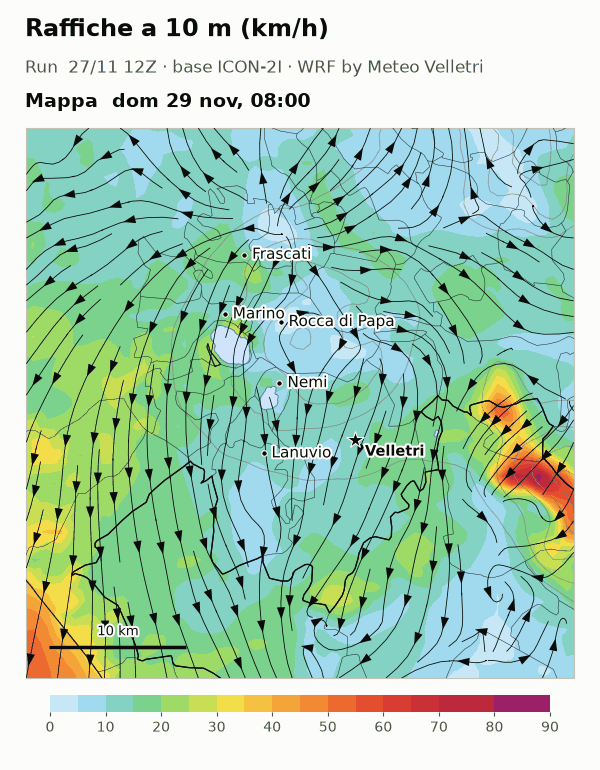 Raffiche a 10 m (km/h)
Run  27/11 12Z · base ICON-2I · WRF by Meteo Velletri
Mappa  dom 29 nov, 08:00
Frascati
Marino
Rocca di Papa
Nemi
Lanuvio
Velletri
10 km
0 10 20 30 40 50 60 70 80 90